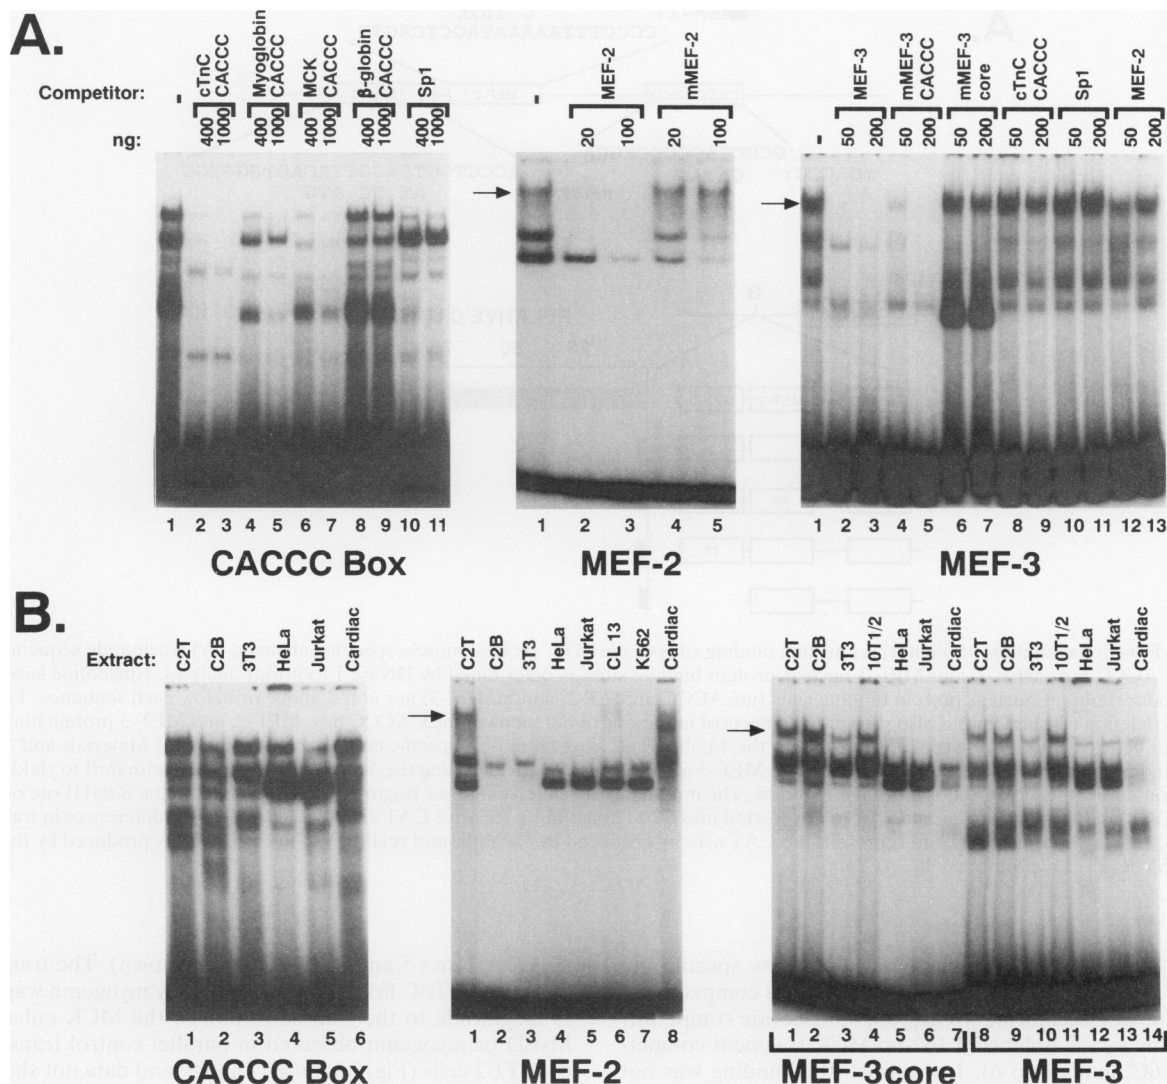 A.
Competitor:
-
cTnC CACCC
Myoglobin CACCC
MCK CACCC
β-globin CACCC
Sp1
-
MEF-2
mMEF-2
-
MEF-3
mMEF-3 CACCC
mMEF-3 core
cTnC CACCC
Sp1
MEF-2
ng:
400 1000 400 1000 400 1000 400 1000 400 1000
20 100 20 100
50 200 50 200 50 200 50 200 50 200 50 200
1 2 3 4 5 6 7 8 9 10 11
1 2 3 4 5
1 2 3 4 5 6 7 8 9 10 11 12 13
CACCC Box
MEF-2
MEF-3
B.
Extract:
C2T C2B 3T3 HeLa Jurkat Cardiac
C2T C2B 3T3 HeLa Jurkat CL 13 K562 Cardiac
C2T C2B 3T3 10T1/2 HeLa Jurkat Cardiac C2T C2B 3T3 10T1/2 HeLa Jurkat Cardiac
1 2 3 4 5 6
1 2 3 4 5 6 7 8
1 2 3 4 5 6 7 8 9 10 11 12 13 14
CACCC Box
MEF-2
MEF-3core
MEF-3